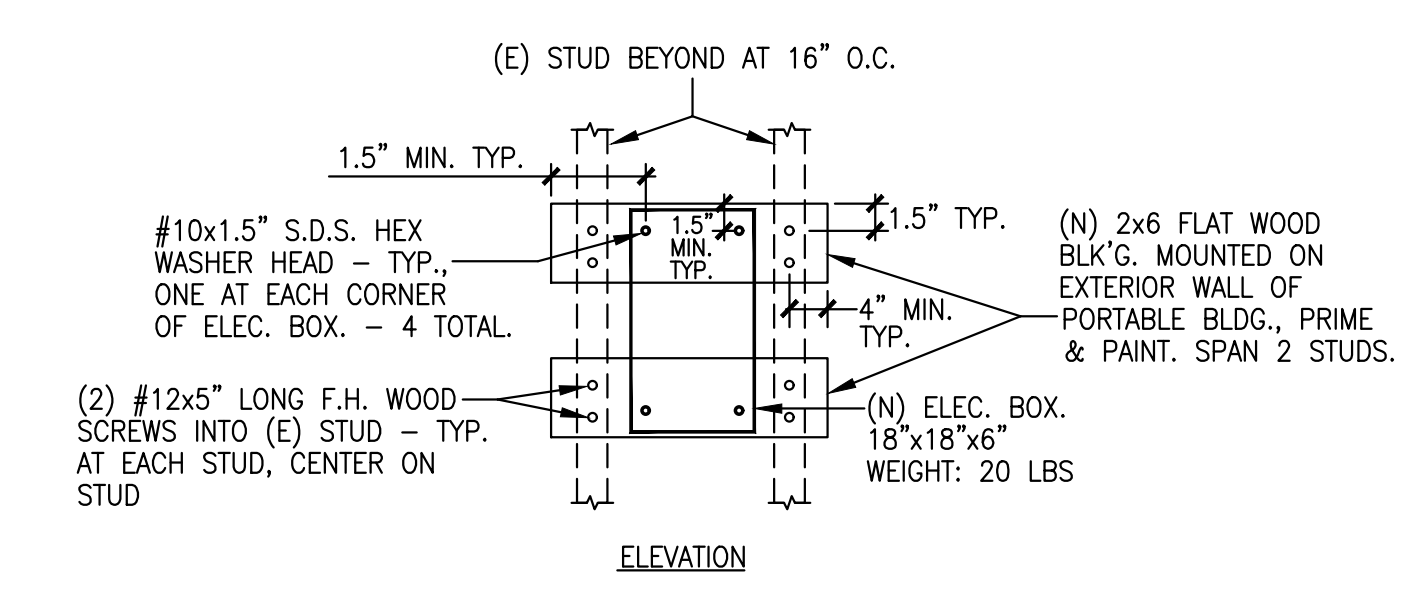 (E) STUD BEYOND AT 16" O.C.
1.5" MIN. TYP.
#10x1.5" S.D.S. HEX
WASHER HEAD – TYP.,
ONE AT EACH CORNER
OF ELEC. BOX. – 4 TOTAL.
1.5"
MIN.
TYP.
1.5" TYP.
(N) 2x6 FLAT WOOD
BLK'G. MOUNTED ON
EXTERIOR WALL OF
PORTABLE BLDG., PRIME
& PAINT. SPAN 2 STUDS.
4" MIN.
TYP.
(2) #12x5" LONG F.H. WOOD
SCREWS INTO (E) STUD – TYP.
AT EACH STUD, CENTER ON
STUD
(N) ELEC. BOX.
18"x18"x6"
WEIGHT: 20 LBS
ELEVATION